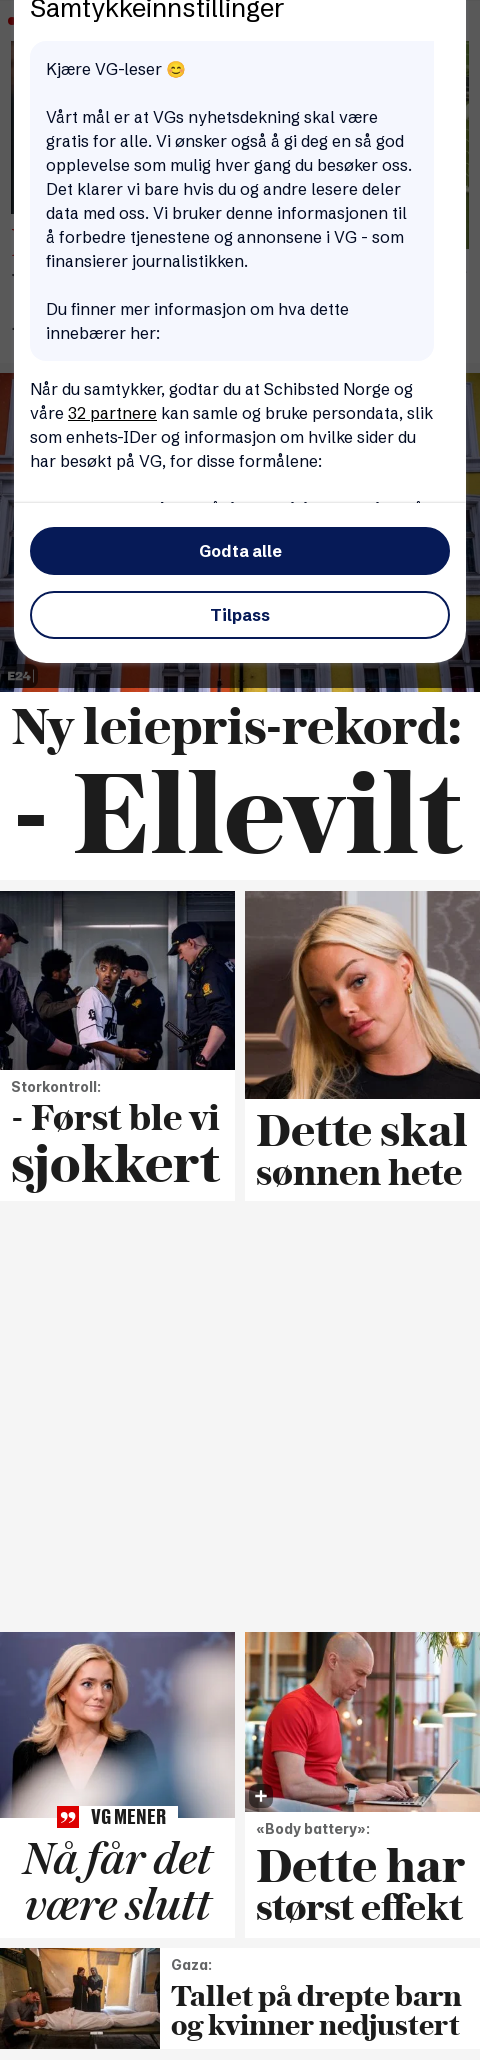 Samtykkeinnstillinger
Kjære VG-leser 😊
Vårt mål er at VGs nyhetsdekning skal være
gratis for alle. Vi ønsker også å gi deg en så god
opplevelse som mulig hver gang du besøker oss.
Det klarer vi bare hvis du og andre lesere deler
data med oss. Vi bruker denne informasjonen til
å forbedre tjenestene og annonsene i VG - som
finansierer journalistikken.
Du finner mer informasjon om hva dette
innebærer her:
Når du samtykker, godtar du at Schibsted Norge og
våre 32 partnere kan samle og bruke persondata, slik
som enhets-IDer og informasjon om hvilke sider du
har besøkt på VG, for disse formålene:
Godta alle
Tilpass
E24
Ny leiepris-rekord:
- Ellevilt
Storkontroll:
- Først ble vi
sjokkert
Dette skal
sønnen hete
VG MENER
Nå får det
være slutt
«Body battery»:
Dette har
størst effekt
Gaza:
Tallet på drepte barn
og kvinner nedjustert